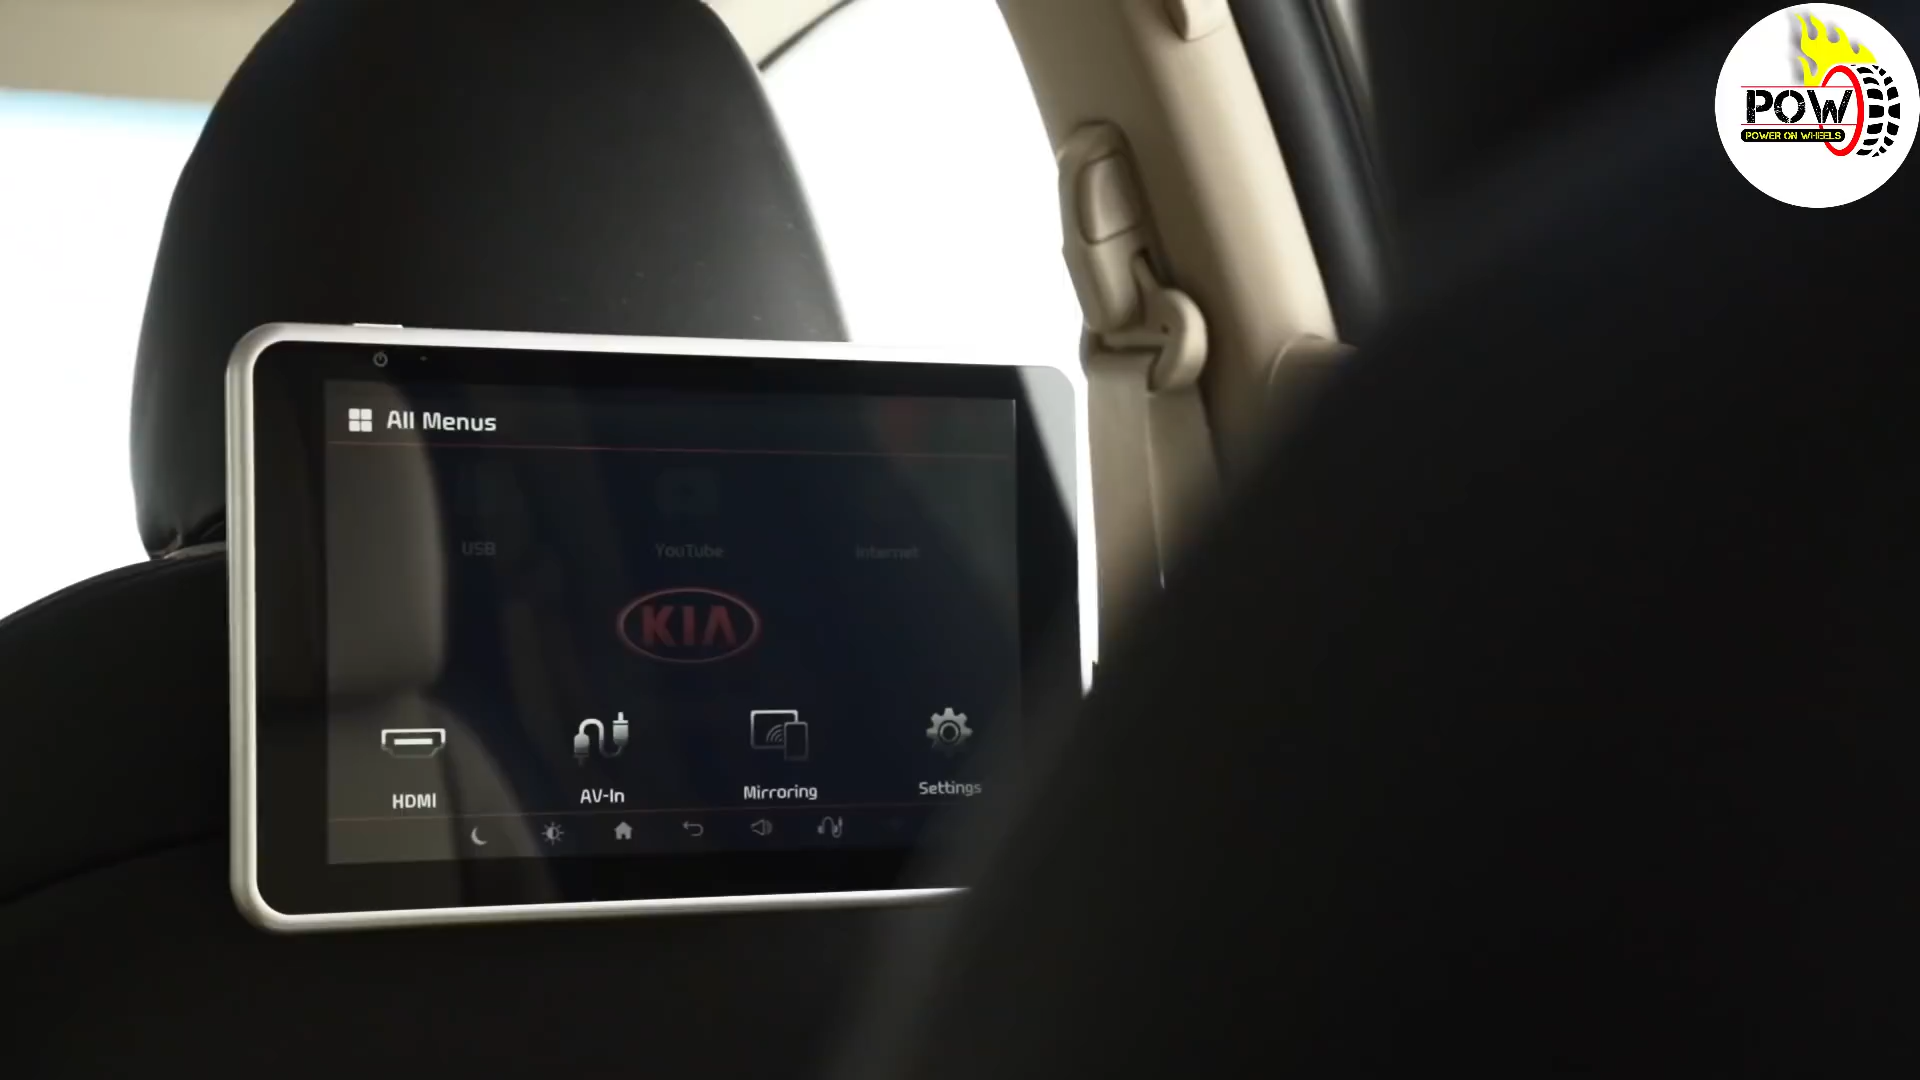 POW
POWER ON WHEELS
All Menus
USB
YouTube
Internet
KIA
HDMI
AV-In
Mirroring
Settings